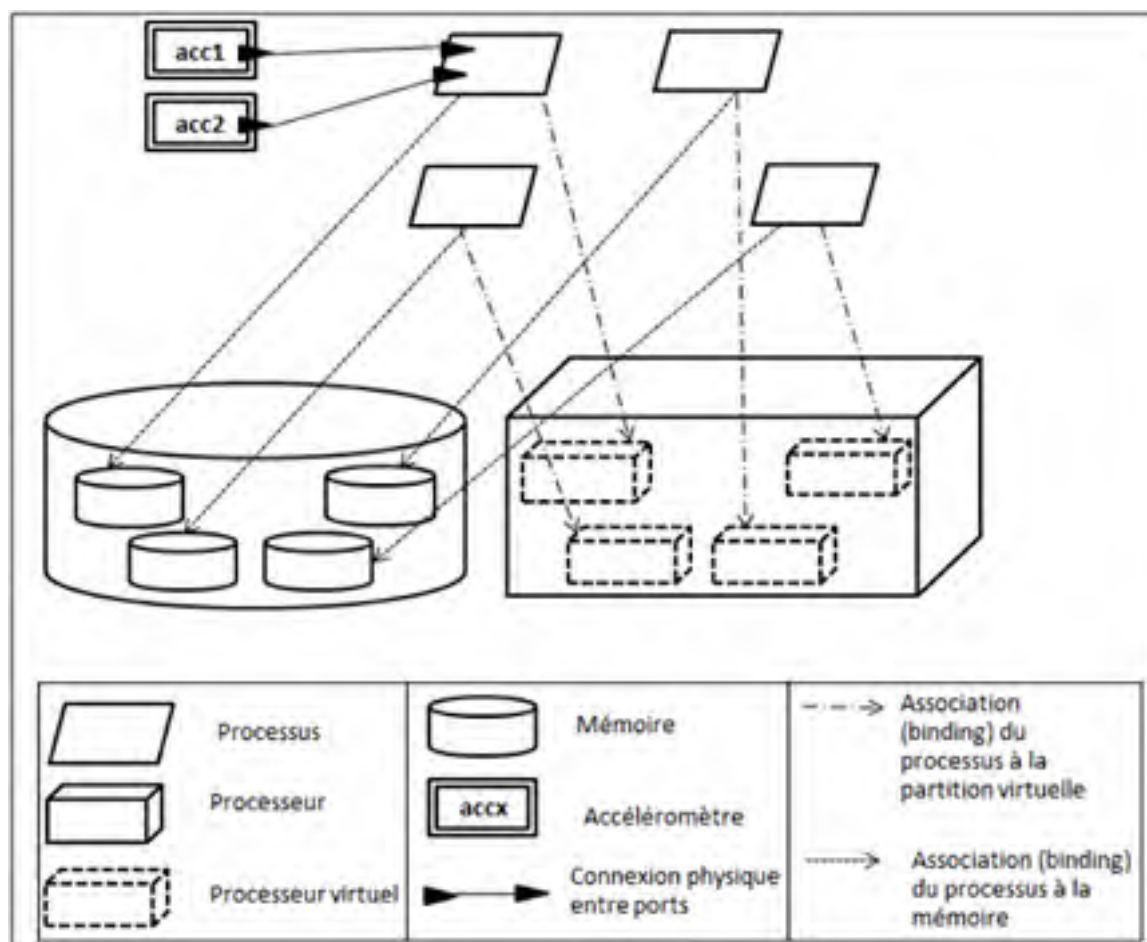 acc1
acc2
Processus
Processeur
Processeur virtuel
Mémoire
accx
Accéléromètre
Connexion physique
entre ports
Association
(binding) du
processus à la
partition virtuelle
Association (binding)
du processus à la
mémoire